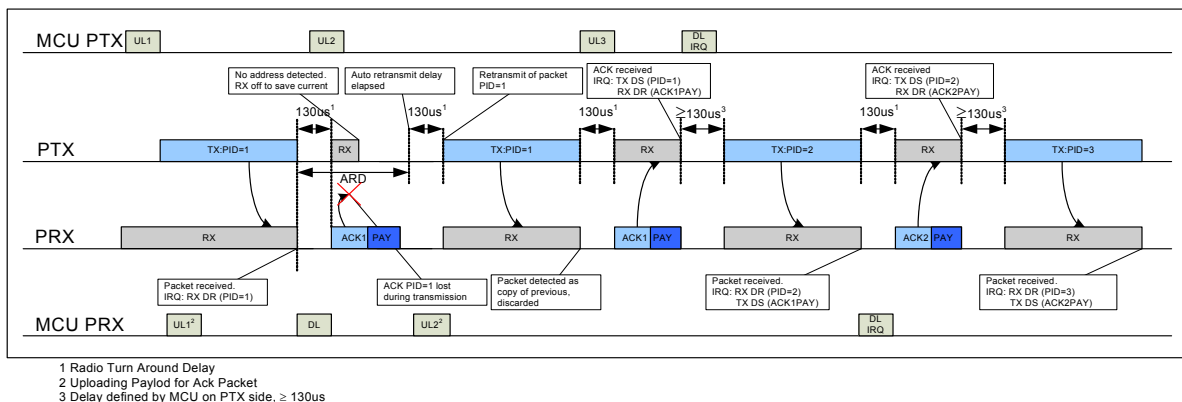 MCU PTX
UL1
UL2
UL3
DL
IRQ
No address detected.
RX off to save current
Auto retransmit delay
elapsed
Retransmit of packet
PID=1
ACK received
IRQ: TX DS (PID=1)
RX DR (ACK1PAY)
ACK received
IRQ: TX DS (PID=2)
RX DR (ACK2PAY)
130us1
130us1
130us1
≥130us3
130us1
≥130us3
PTX
TX:PID=1
RX
TX:PID=1
RX
TX:PID=2
RX
TX:PID=3
ARD
PRX
RX
ACK1
PAY
RX
ACK1
PAY
RX
ACK2
PAY
RX
Packet received.
IRQ: RX DR (PID=1)
ACK PID=1 lost
during transmission
Packet detected as
copy of previous,
discarded
Packet received.
IRQ: RX DR (PID=2)
TX DS (ACK1PAY)
Packet received.
IRQ: RX DR (PID=3)
TX DS (ACK2PAY)
MCU PRX
UL1²
DL
UL2²
DL
IRQ
1 Radio Turn Around Delay
2 Uploading Paylod for Ack Packet
3 Delay defined by MCU on PTX side, ≥ 130us